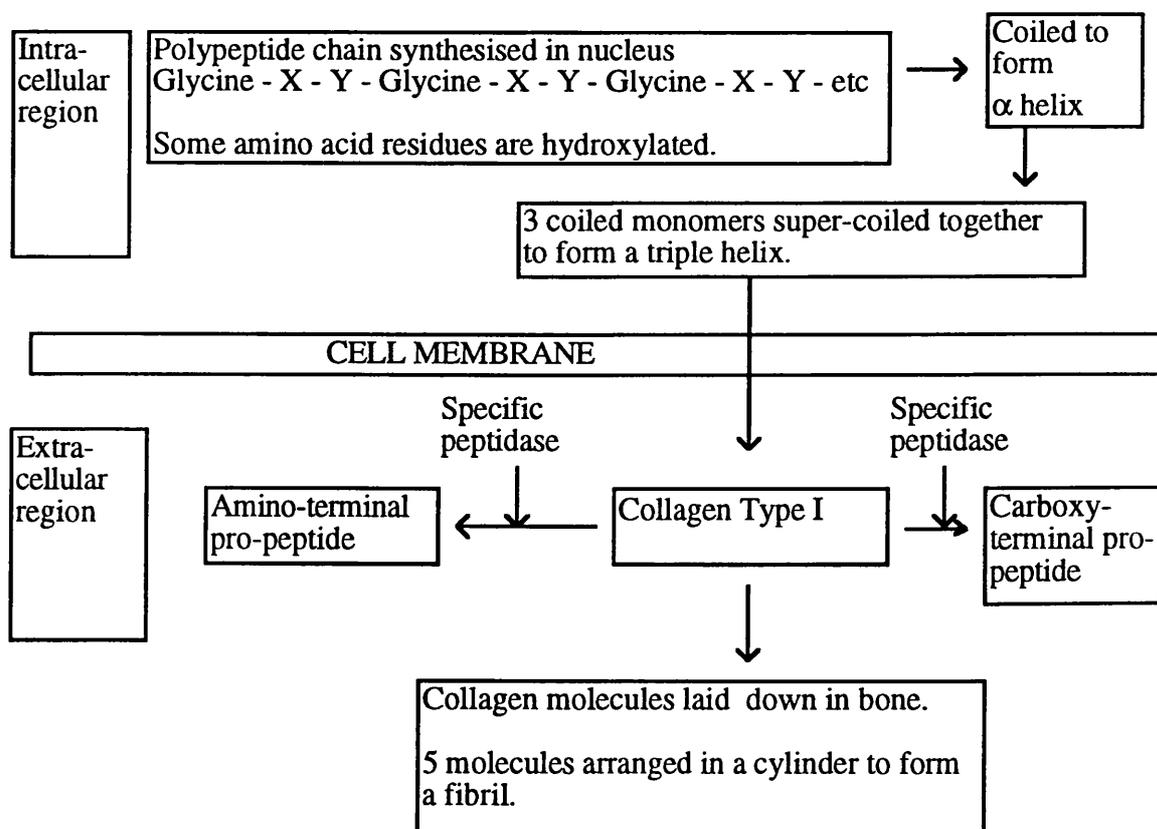 Intra-
cellular
region
Polypeptide chain synthesised in nucleus
Glycine - X - Y - Glycine - X - Y - Glycine - X - Y - etc
Some amino acid residues are hydroxylated.
Coiled to
form
α helix
3 coiled monomers super-coiled together
to form a triple helix.
CELL MEMBRANE
Extra-
cellular
region
Specific
peptidase
Specific
peptidase
Amino-terminal
pro-peptide
Collagen Type I
Carboxy-
terminal pro-
peptide
Collagen molecules laid down in bone.
5 molecules arranged in a cylinder to form
a fibril.